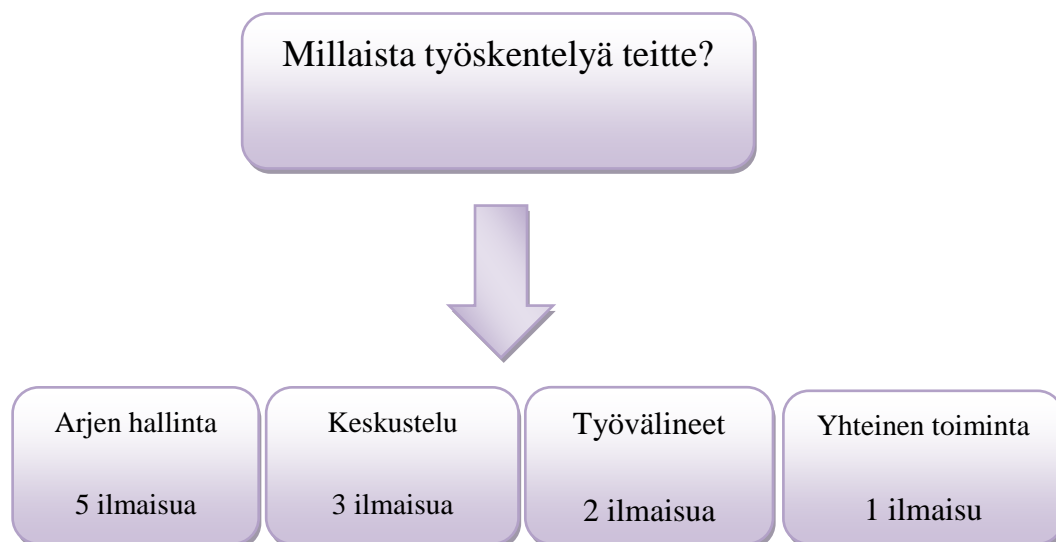 Millaista työskentelyä teitte?
Arjen hallinta
5 ilmaisua
Keskustelu
3 ilmaisua
Työvälineet
2 ilmaisua
Yhteinen toiminta
1 ilmaisu